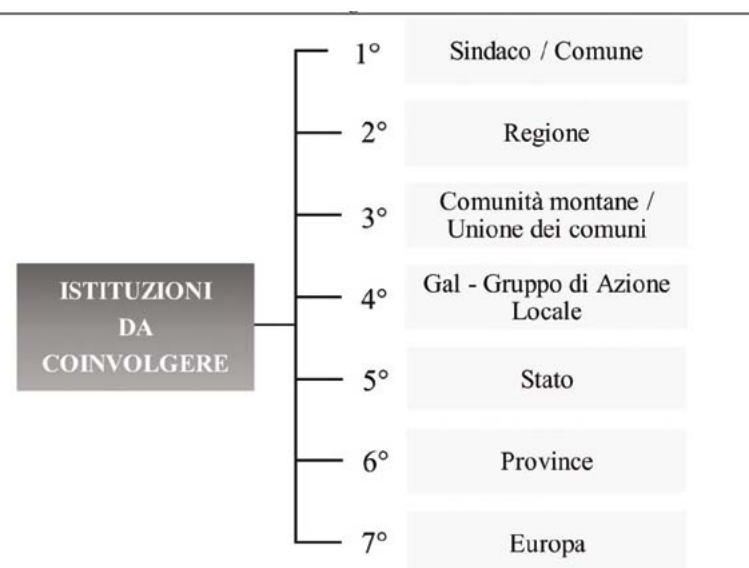 1° Sindaco / Comune
2° Regione
3° Comunità montane /
Unione dei comuni
ISTITUZIONI
DA
COINVOLGERE
4° Gal - Gruppo di Azione
Locale
5° Stato
6° Province
7° Europa